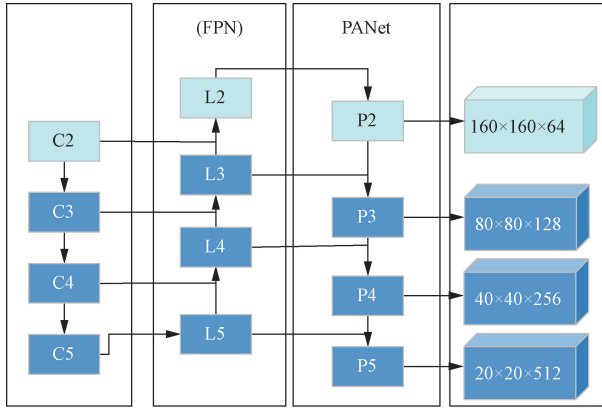 (FPN)
PANet
C2
C3
C4
C5
L2
L3
L4
L5
P2
P3
P4
P5
160×160×64
80×80×128
40×40×256
20×20×512